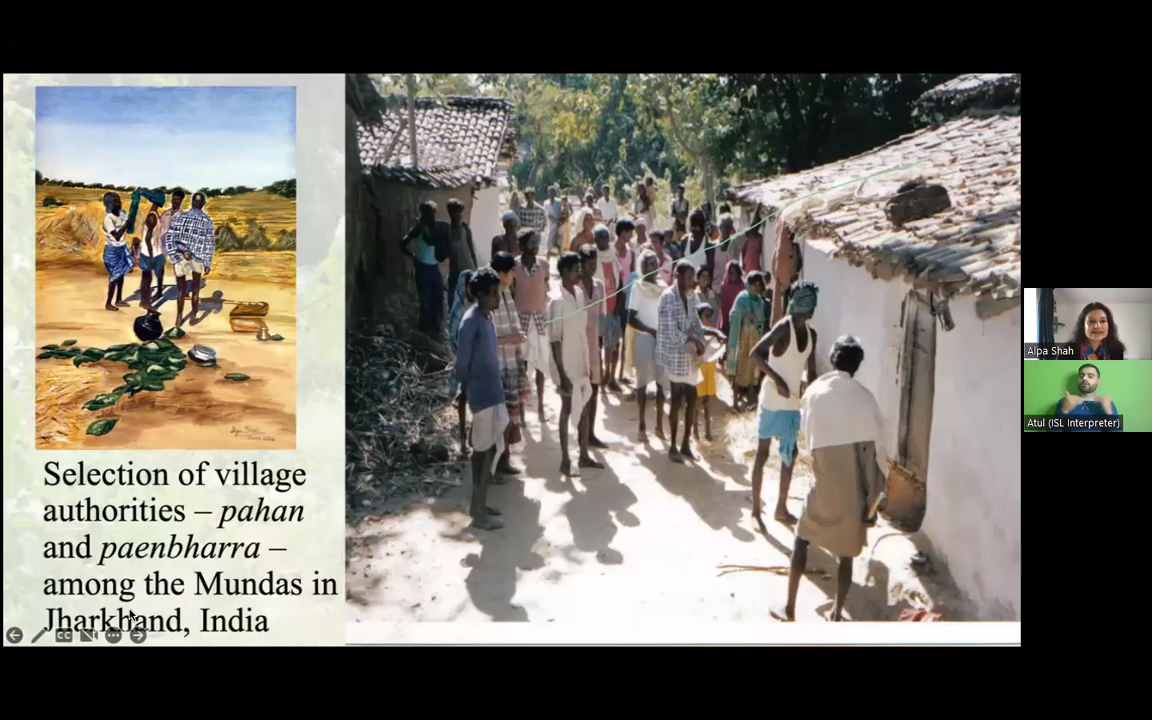 Selection of village
authorities – pahan
and paenbharra –
among the Mundas in
Jharkhand, India
Alpa Shah
Atul (ISL Interpreter)